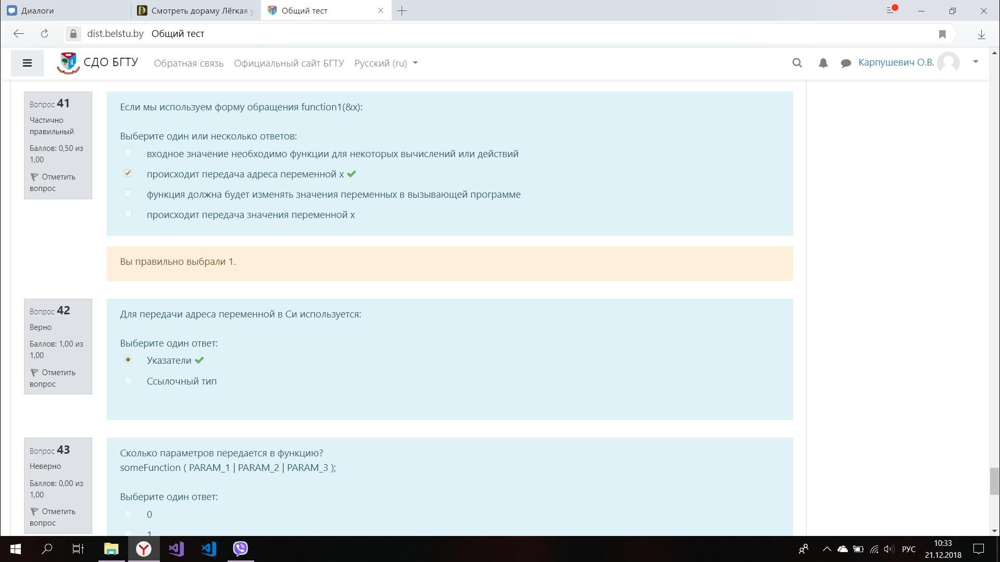 Диалоги
Смотреть дораму Лёгкая у
Общий тест
dist.belstu.by Общий тест
СДО БГТУ
Обратная связь
Официальный сайт БГТУ
Русский (ru)
Карпушевич О.В.
Вопрос 41
Частично
правильный
Баллов: 0,50 из
1,00
Отметить
вопрос
Если мы используем форму обращения function1(&x):
Выберите один или несколько ответов:
входное значение необходимо функции для некоторых вычислений или действий
происходит передача адреса переменной x
функция должна будет изменять значения переменных в вызывающей программе
происходит передача значения переменной x
Вы правильно выбрали 1.
Вопрос 42
Верно
Баллов: 1,00 из
1,00
Отметить
вопрос
Для передачи адреса переменной в Си используется:
Выберите один ответ:
Указатели
Ссылочный тип
Вопрос 43
Неверно
Баллов: 0,00 из
1,00
Отметить
вопрос
Сколько параметров передается в функцию?
someFunction ( PARAM_1 | PARAM_2 | PARAM_3 );
Выберите один ответ:
0
1
РУС
10:33
21.12.2018